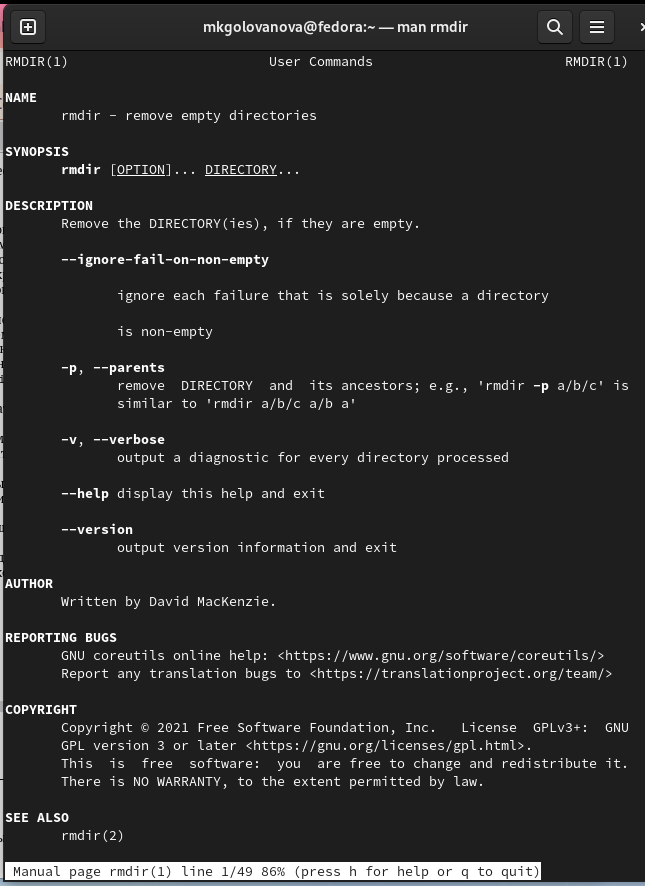 mkgolovanova@fedora:~ — man rmdir
RMDIR(1) User Commands RMDIR(1)
NAME
rmdir - remove empty directories
SYNOPSIS
rmdir [OPTION]... DIRECTORY...
DESCRIPTION
Remove the DIRECTORY(ies), if they are empty.
--ignore-fail-on-non-empty
ignore each failure that is solely because a directory
is non-empty
-p, --parents
remove  DIRECTORY  and  its ancestors; e.g., 'rmdir -p a/b/c' is
similar to 'rmdir a/b/c a/b a'
-v, --verbose
output a diagnostic for every directory processed
--help display this help and exit
--version
output version information and exit
AUTHOR
Written by David MacKenzie.
REPORTING BUGS
GNU coreutils online help: <https://www.gnu.org/software/coreutils/>
Report any translation bugs to <https://translationproject.org/team/>
COPYRIGHT
Copyright © 2021 Free Software Foundation, Inc.   License  GPLv3+:  GNU
GPL version 3 or later <https://gnu.org/licenses/gpl.html>.
This  is  free  software:  you  are free to change and redistribute it.
There is NO WARRANTY, to the extent permitted by law.
SEE ALSO
rmdir(2)
Manual page rmdir(1) line 1/49 86% (press h for help or q to quit)